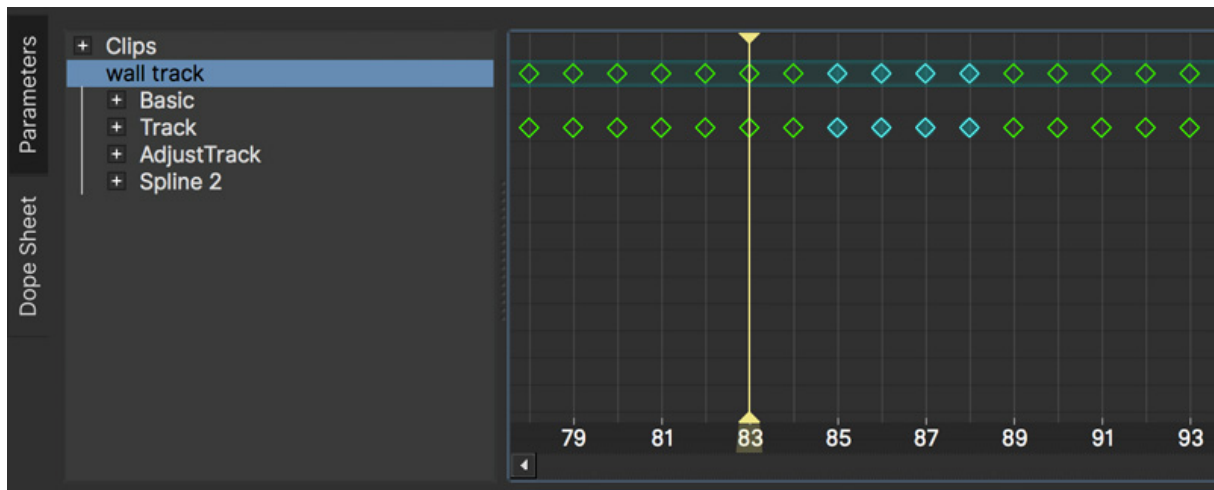 Parameters
Dope Sheet
Clips
wall track
Basic
Track
AdjustTrack
Spline 2
79 81 83 85 87 89 91 93